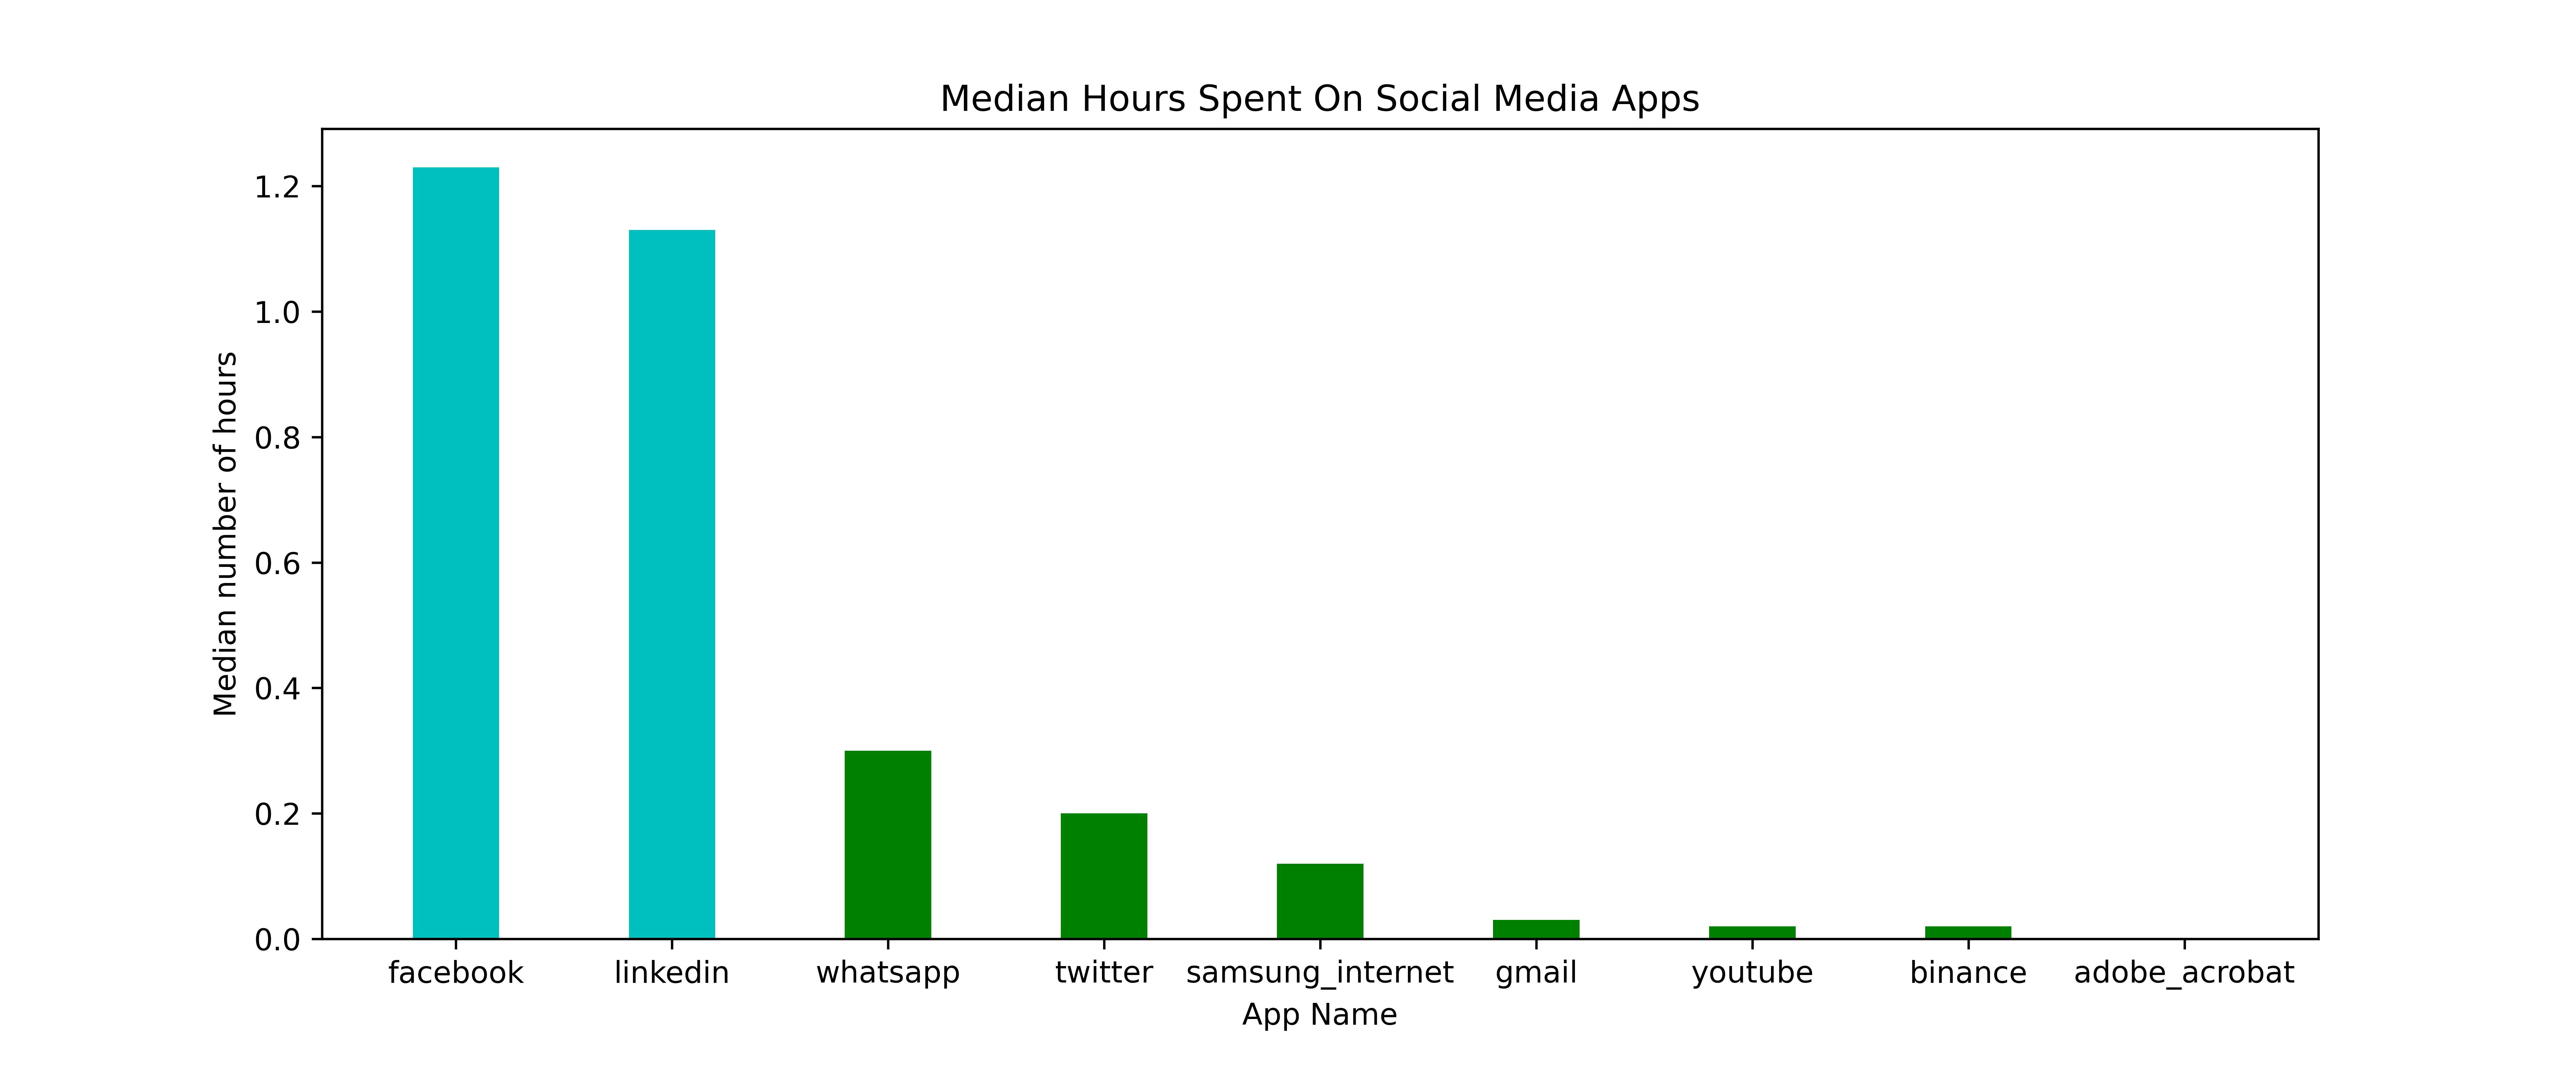 Median Hours Spent On Social Media Apps
Median number of hours
1.2
1.0
0.8
0.6
0.4
0.2
0.0
facebook linkedin whatsapp twitter samsung_internet gmail youtube binance adobe_acrobat
App Name